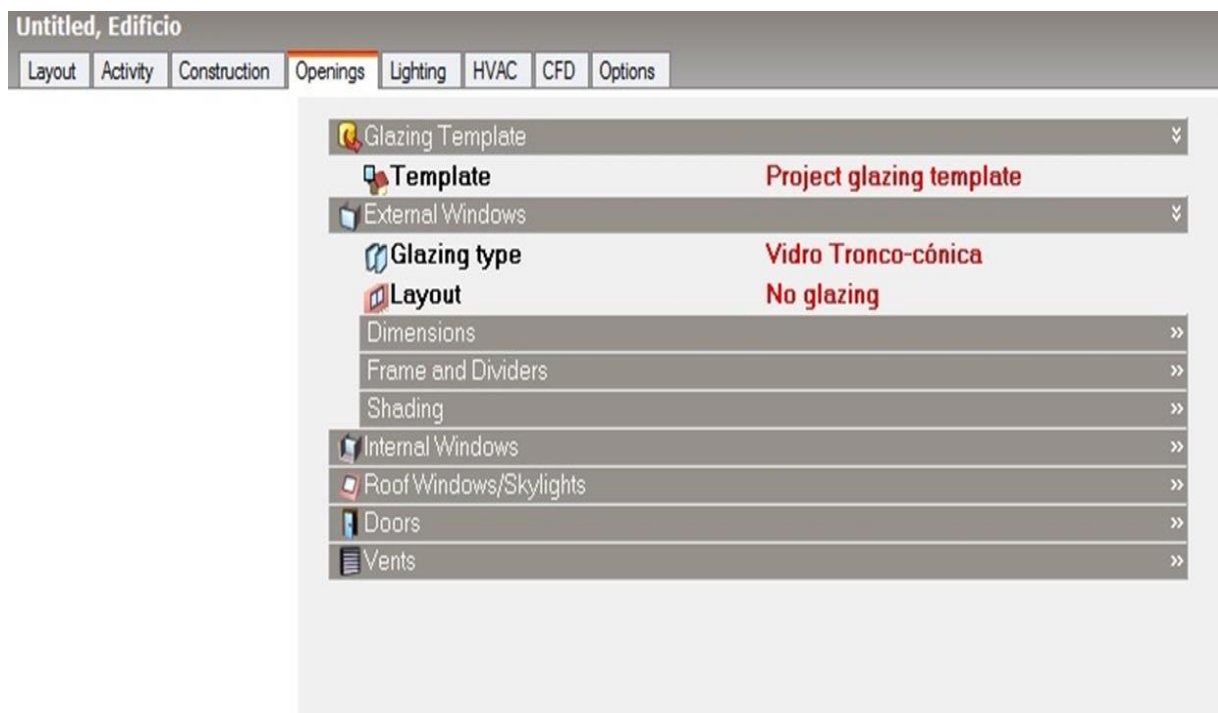 Untitled, Edificio
Layout Activity Construction Openings Lighting HVAC CFD Options
Glazing Template
Template Project glazing template
External Windows
Glazing type Vidro Tronco-cónica
Layout No glazing
Dimensions
Frame and Dividers
Shading
Internal Windows
Roof Windows/Skylights
Doors
Vents